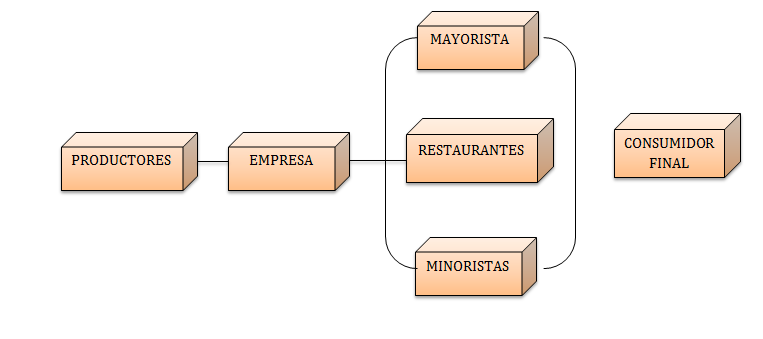 PRODUCTORES
EMPRESA
MAYORISTA
RESTAURANTES
MINORISTAS
CONSUMIDOR
FINAL